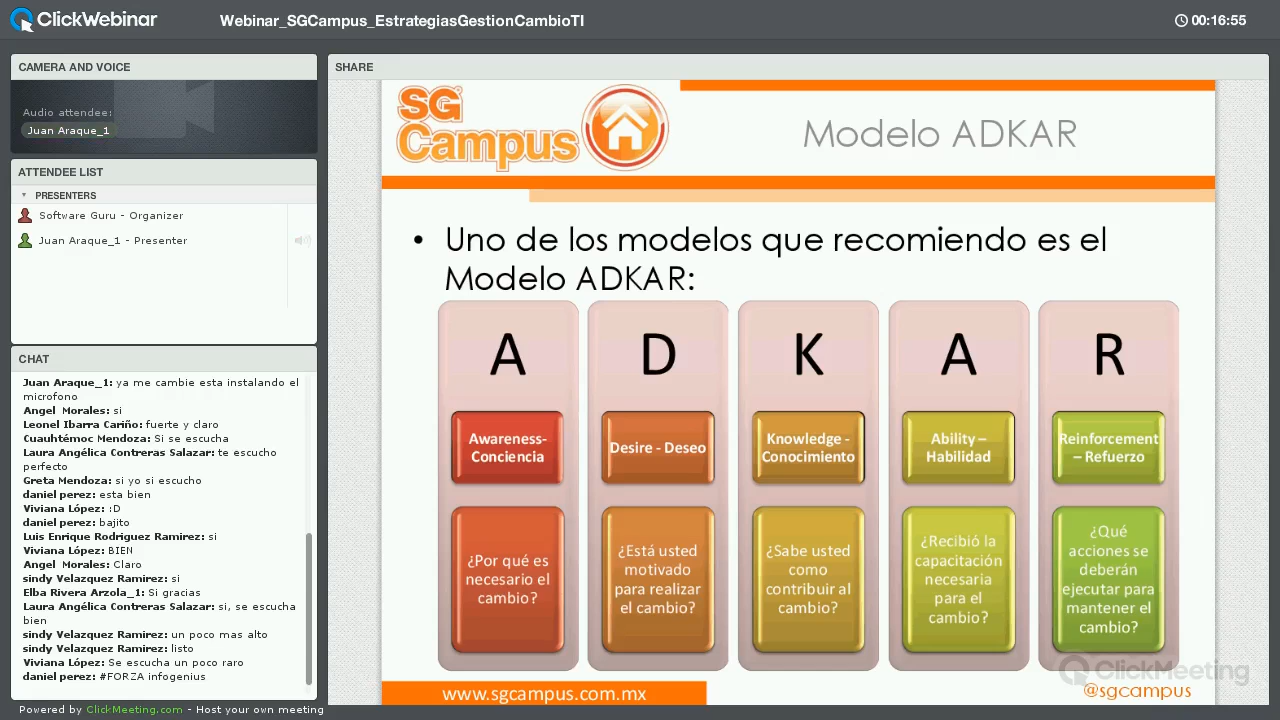 ClickWebinar
Webinar_SGCampus_EstrategiasGestionCambioTI
00:16:55
CAMERA AND VOICE
Audio attendee:
Juan Araque_1
ATTENDEE LIST
PRESENTERS
Software Guru - Organizer
Juan Araque_1 - Presenter
CHAT
Juan Araque_1: ya me cambie esta instalando el
microfono
Angel Morales: si
Leonel Ibarra Cariño: fuerte y claro
Cuauhtémoc Mendoza: Si se escucha
Laura Angélica Contreras Salazar: te escucho
perfecto
Greta Mendoza: si yo si escucho
daniel perez: esta bien
Viviana López: :D
daniel perez: bajito
Luis Enrique Rodriguez Ramirez: si
Viviana López: BIEN
Angel Morales: Claro
sindy Velazquez Ramirez: si
Elba Rivera Arzola_1: Si gracias
Laura Angélica Contreras Salazar: si, se escucha
bien
sindy Velazquez Ramirez: un poco mas alto
sindy Velazquez Ramirez: listo
Viviana López: Se escucha un poco raro
daniel perez: #FORZA infogenius
Powered by ClickMeeting.com - Host your own meeting
SHARE
SG
Campus
Modelo ADKAR
• Uno de los modelos que recomiendo es el
Modelo ADKAR:
A
Awareness-
Conciencia
¿Por qué es
necesario el
cambio?
D
Desire - Deseo
¿Está usted
motivado
para realizar
el cambio?
K
Knowledge -
Conocimiento
¿Sabe usted
como
contribuir al
cambio?
A
Ability –
Habilidad
¿Recibió la
capacitación
necesaria
para el
cambio?
R
Reinforcement
– Refuerzo
¿Qué
acciones se
deberán
ejecutar para
mantener el
cambio?
ClickMeeting
www.sgcampus.com.mx
@sgcampus